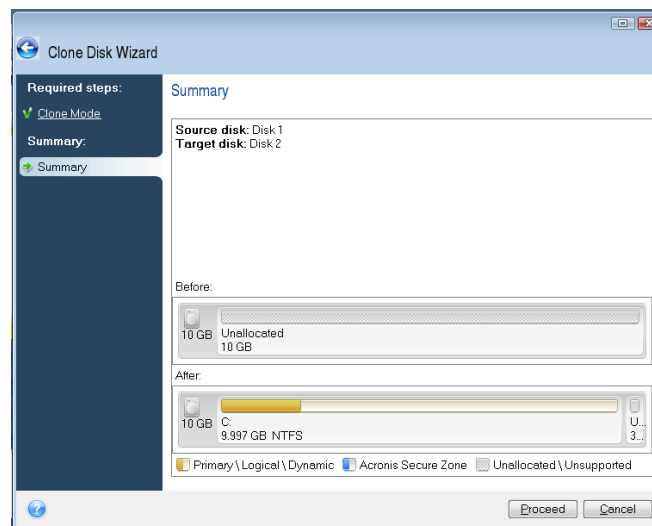 Clone Disk Wizard
Required steps:
Clone Mode
Summary:
Summary
Summary
Source disk: Disk 1
Target disk: Disk 2
Before:
10 GB
Unallocated
10 GB
After:
10 GB
C:
9.997 GB NTFS
U...
3...
Primary \ Logical \ Dynamic Acronis Secure Zone Unallocated \ Unsupported
? Proceed Cancel